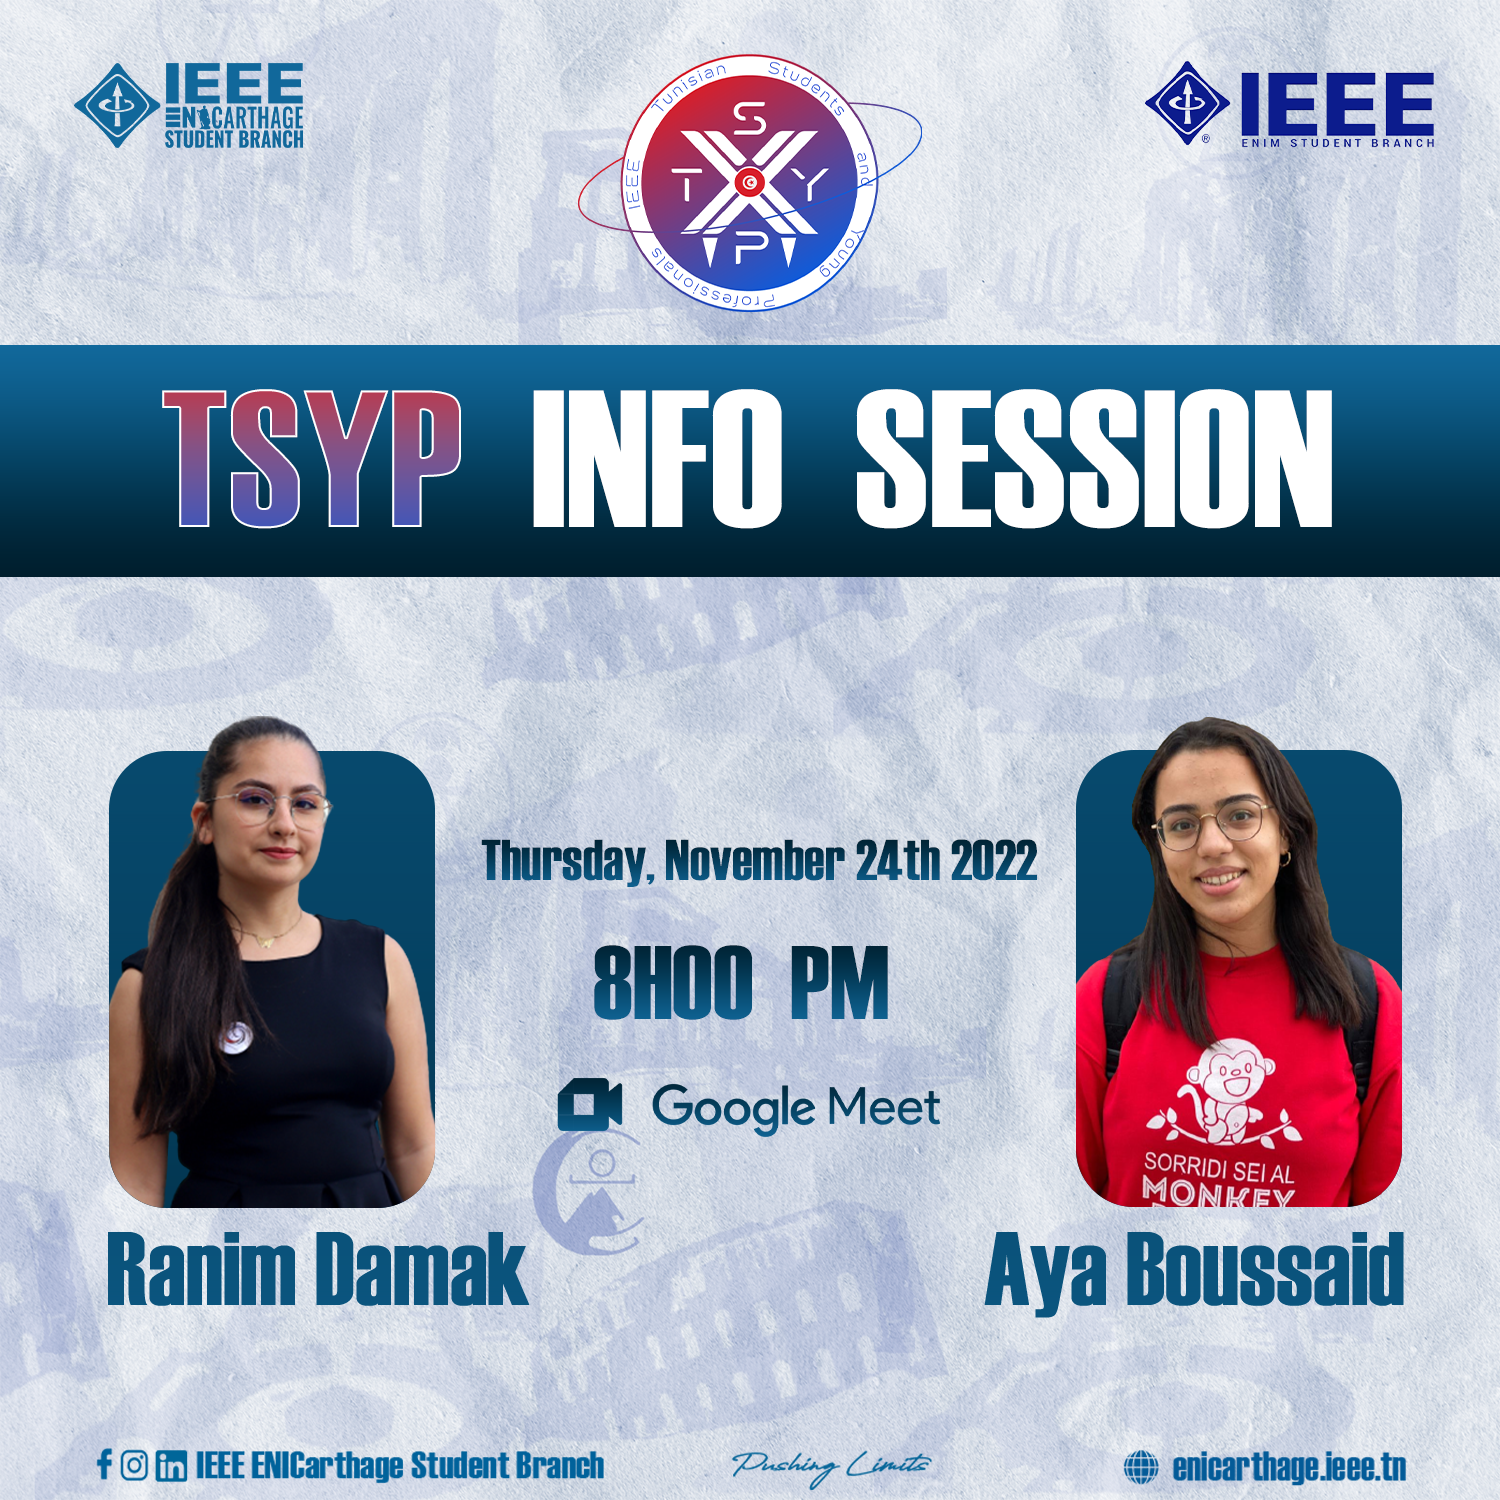 IEEE
ENICARTHAGE
STUDENT BRANCH
IEEE Tunisian Students and Young Professionals
S
T X Y
P
IEEE
®
ENIM STUDENT BRANCH
TSYP INFO SESSION
Thursday, November 24th 2022
8H00 PM
Google Meet
SORRIDI SEI AL
MONKEY
Ranim Damak
Aya Boussaid
IEEE ENICarthage Student Branch
Pushing Limits
enicarthage.ieee.tn